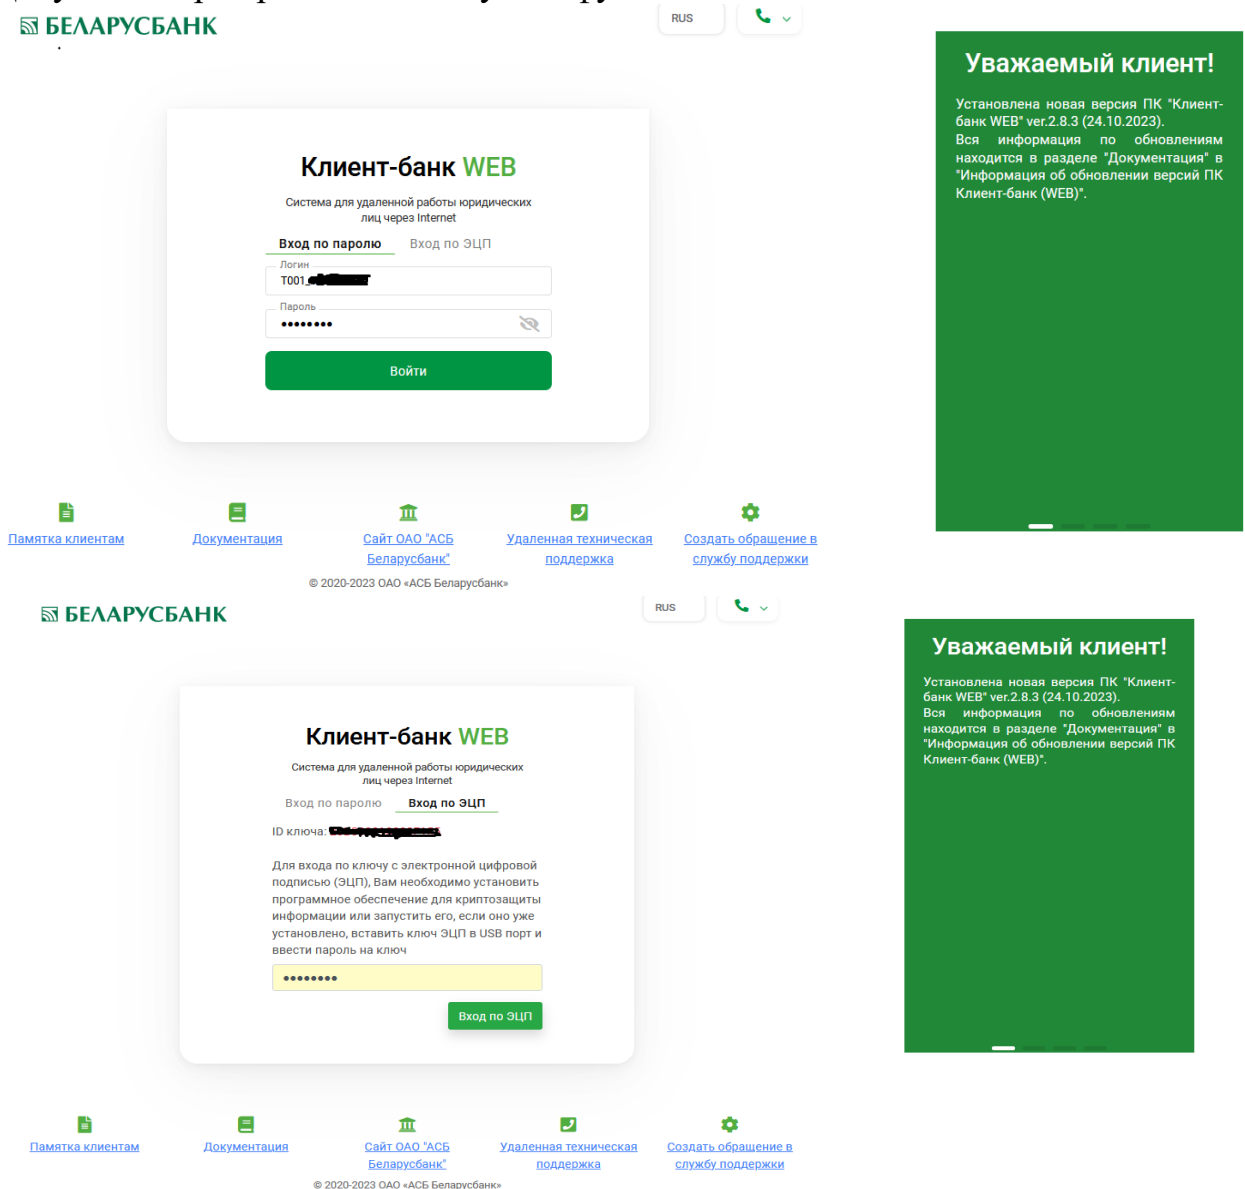 БЕЛАРУСБАНК
RUS
Уважаемый клиент!
Установлена новая версия ПК "Клиент-
банк WEB" ver.2.8.3 (24.10.2023).
Вся информация по обновлениям
находится в разделе "Документация" в
"Информация об обновлении версий ПК
Клиент-банк (WEB)".
Клиент-банк WEB
Система для удаленной работы юридических
лиц через Internet
Вход по паролю Вход по ЭЦП
Логин
T001_
Пароль
••••••••
Войти
Памятка клиентам
Документация
Сайт ОАО "АСБ
Беларусбанк"
Удаленная техническая
поддержка
Создать обращение в
службу поддержки
© 2020-2023 ОАО «АСБ Беларусбанк»
БЕЛАРУСБАНК
RUS
Уважаемый клиент!
Установлена новая версия ПК "Клиент-
банк WEB" ver.2.8.3 (24.10.2023).
Вся информация по обновлениям
находится в разделе "Документация" в
"Информация об обновлении версий ПК
Клиент-банк (WEB)".
Клиент-банк WEB
Система для удаленной работы юридических
лиц через Internet
Вход по паролю Вход по ЭЦП
ID ключа:
Для входа по ключу с электронной цифровой
подписью (ЭЦП), Вам необходимо установить
программное обеспечение для криптозащиты
информации или запустить его, если оно уже
установлено, вставить ключ ЭЦП в USB порт и
ввести пароль на ключ
••••••••
Вход по ЭЦП
Памятка клиентам
Документация
Сайт ОАО "АСБ
Беларусбанк"
Удаленная техническая
поддержка
Создать обращение в
службу поддержки
© 2020-2023 ОАО «АСБ Беларусбанк»